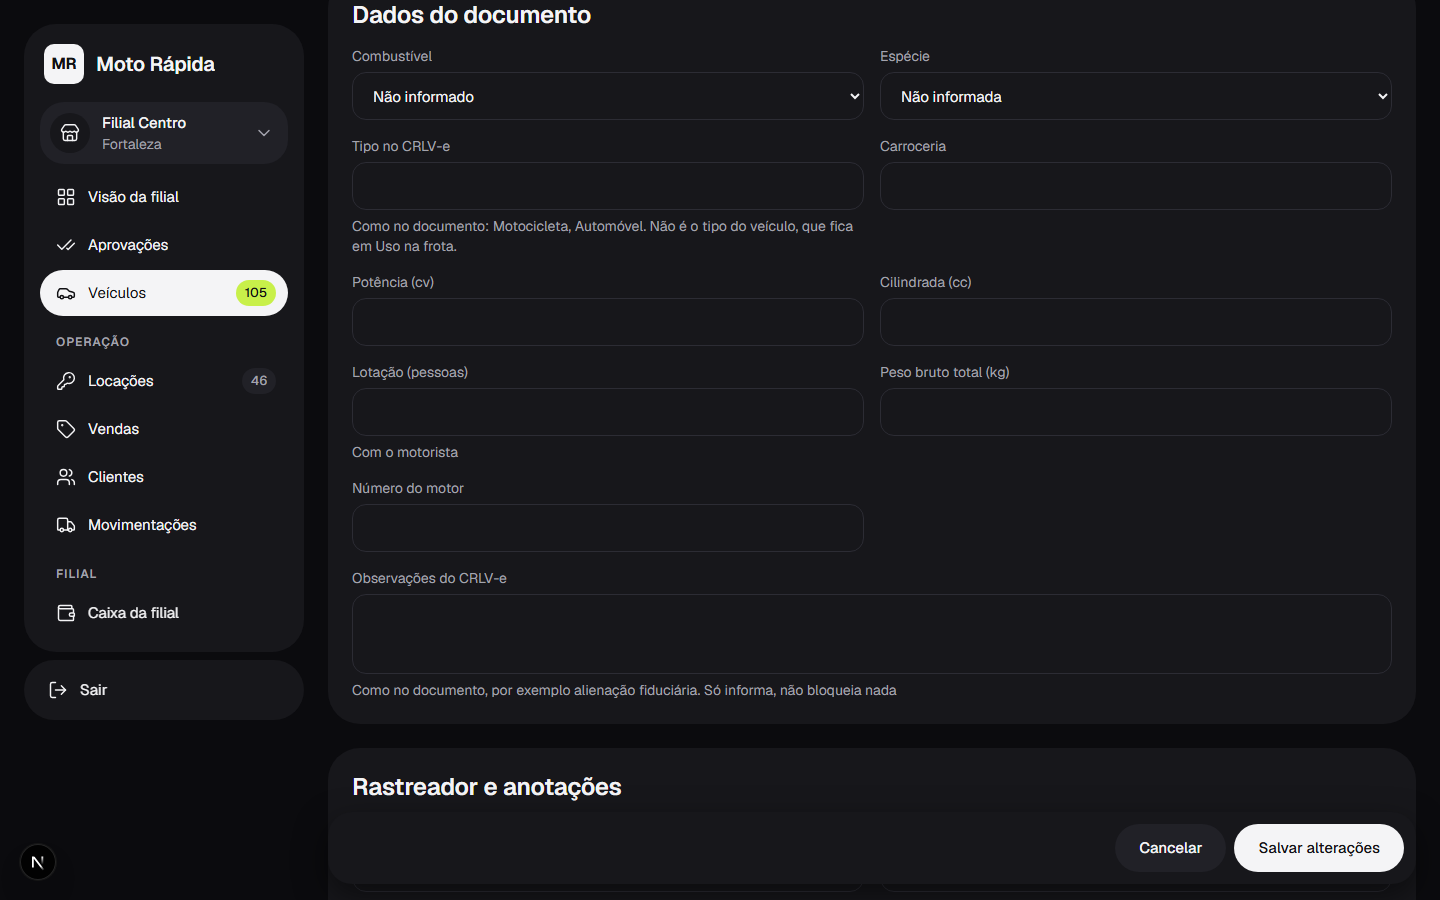 MR
Moto Rápida
Filial Centro
Fortaleza
Visão da filial
Aprovações
Veículos
105
OPERAÇÃO
Locações
46
Vendas
Clientes
Movimentações
FILIAL
Caixa da filial
Sair
N
Dados do documento
Combustível
Espécie
Não informado
Não informada
Tipo no CRLV-e
Carroceria
Como no documento: Motocicleta, Automóvel. Não é o tipo do veículo, que fica
em Uso na frota.
Potência (cv)
Cilindrada (cc)
Lotação (pessoas)
Peso bruto total (kg)
Com o motorista
Número do motor
Observações do CRLV-e
Como no documento, por exemplo alienação fiduciária. Só informa, não bloqueia nada
Rastreador e anotações
Cancelar
Salvar alterações